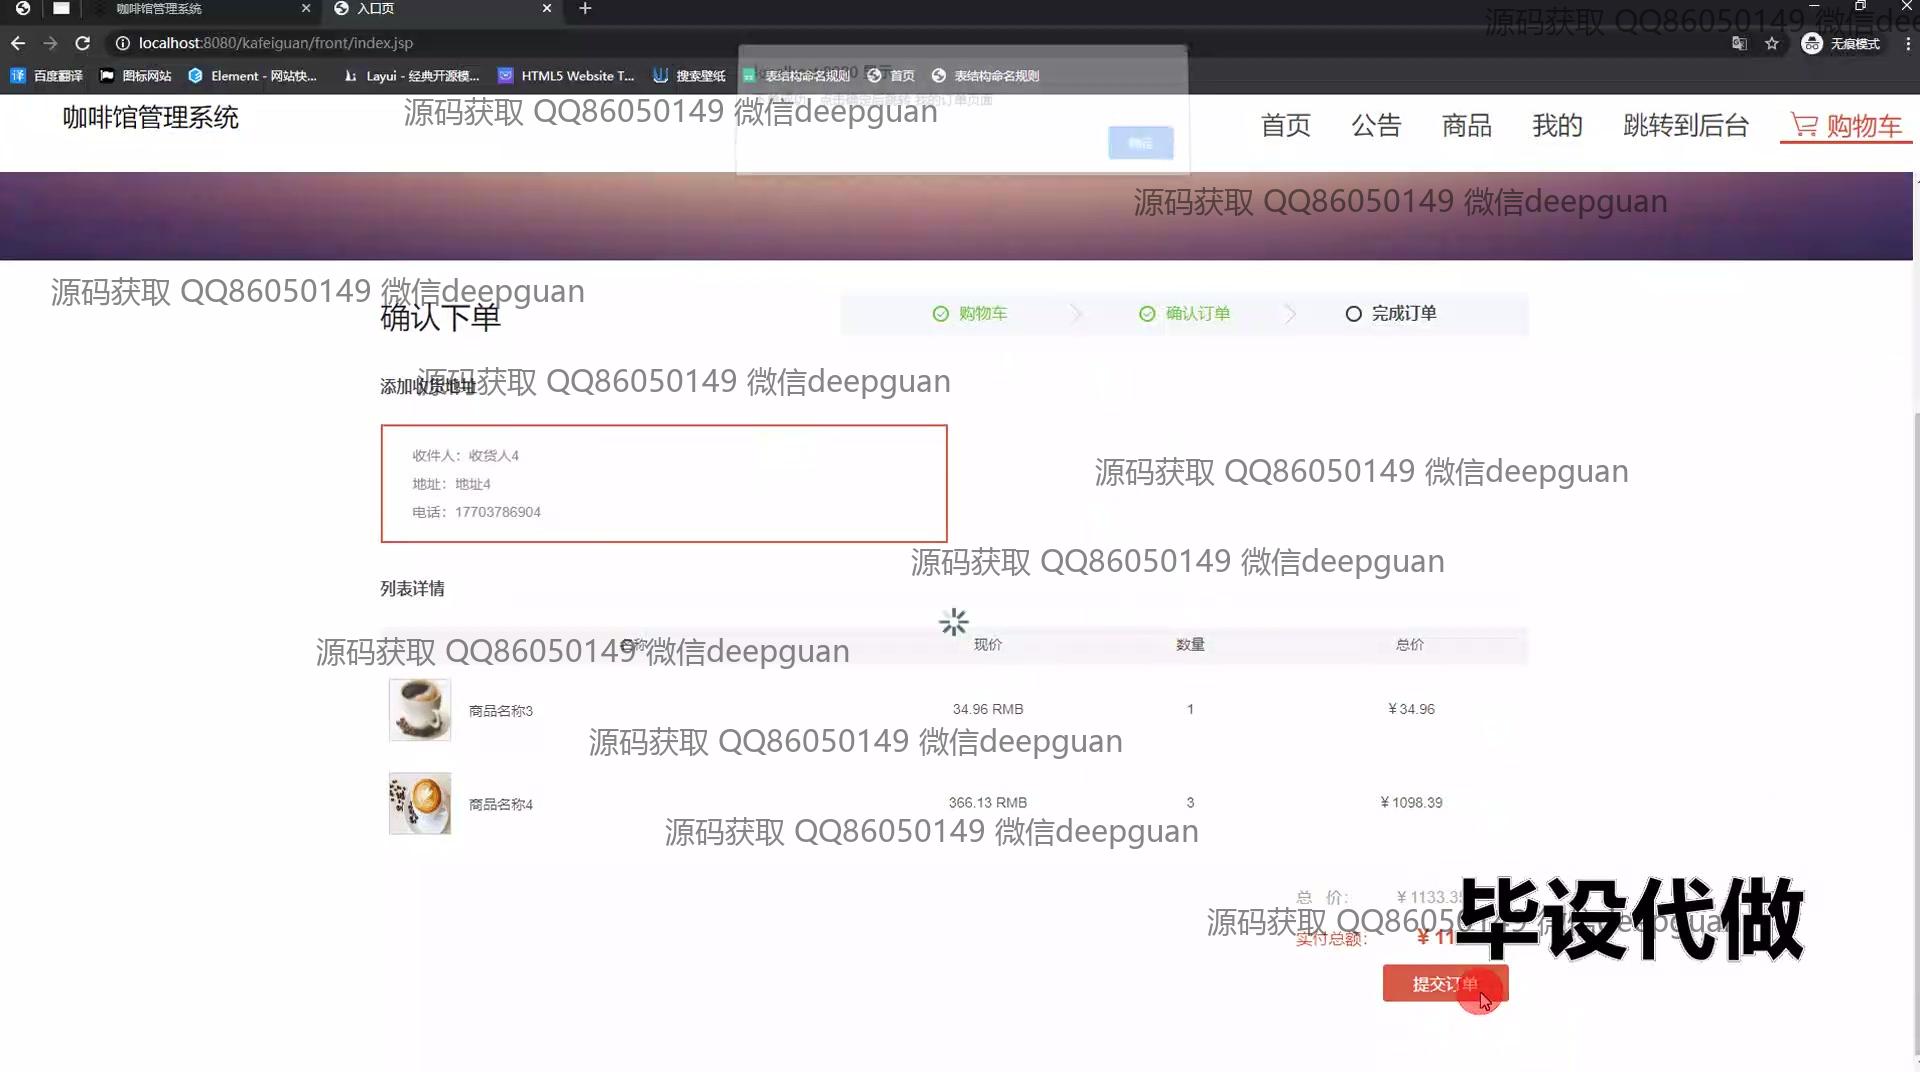 咖啡馆管理系统
入口页
localhost:8080/kafeiguan/front/index.jsp
无痕模式
百度翻译
图标网站
Element - 网站快...
Layui - 经典开源模...
HTML5 Website T...
搜索壁纸
表结构命名规则
首页
表结构命名规则
源码获取 QQ86050149 微信dee
咖啡馆管理系统
源码获取 QQ86050149 微信deepguan
首页
公告
商品
我的
跳转到后台
购物车
源码获取 QQ86050149 微信deepguan
源码获取 QQ86050149 微信deepguan
确认下单
购物车
确认订单
完成订单
添加收货地址
源码获取 QQ86050149 微信deepguan
收件人：收货人4
地址：地址4
电话：17703786904
源码获取 QQ86050149 微信deepguan
源码获取 QQ86050149 微信deepguan
列表详情
名称
现价
数量
总价
源码获取 QQ86050149 微信deepguan
商品名称3
34.96 RMB
1
￥34.96
源码获取 QQ86050149 微信deepguan
商品名称4
366.13 RMB
3
￥1098.39
源码获取 QQ86050149 微信deepguan
总 价：
￥1133.35
源码获取 QQ86050149 微信deepguan
毕设代做
实付总额：
￥11
提交订单